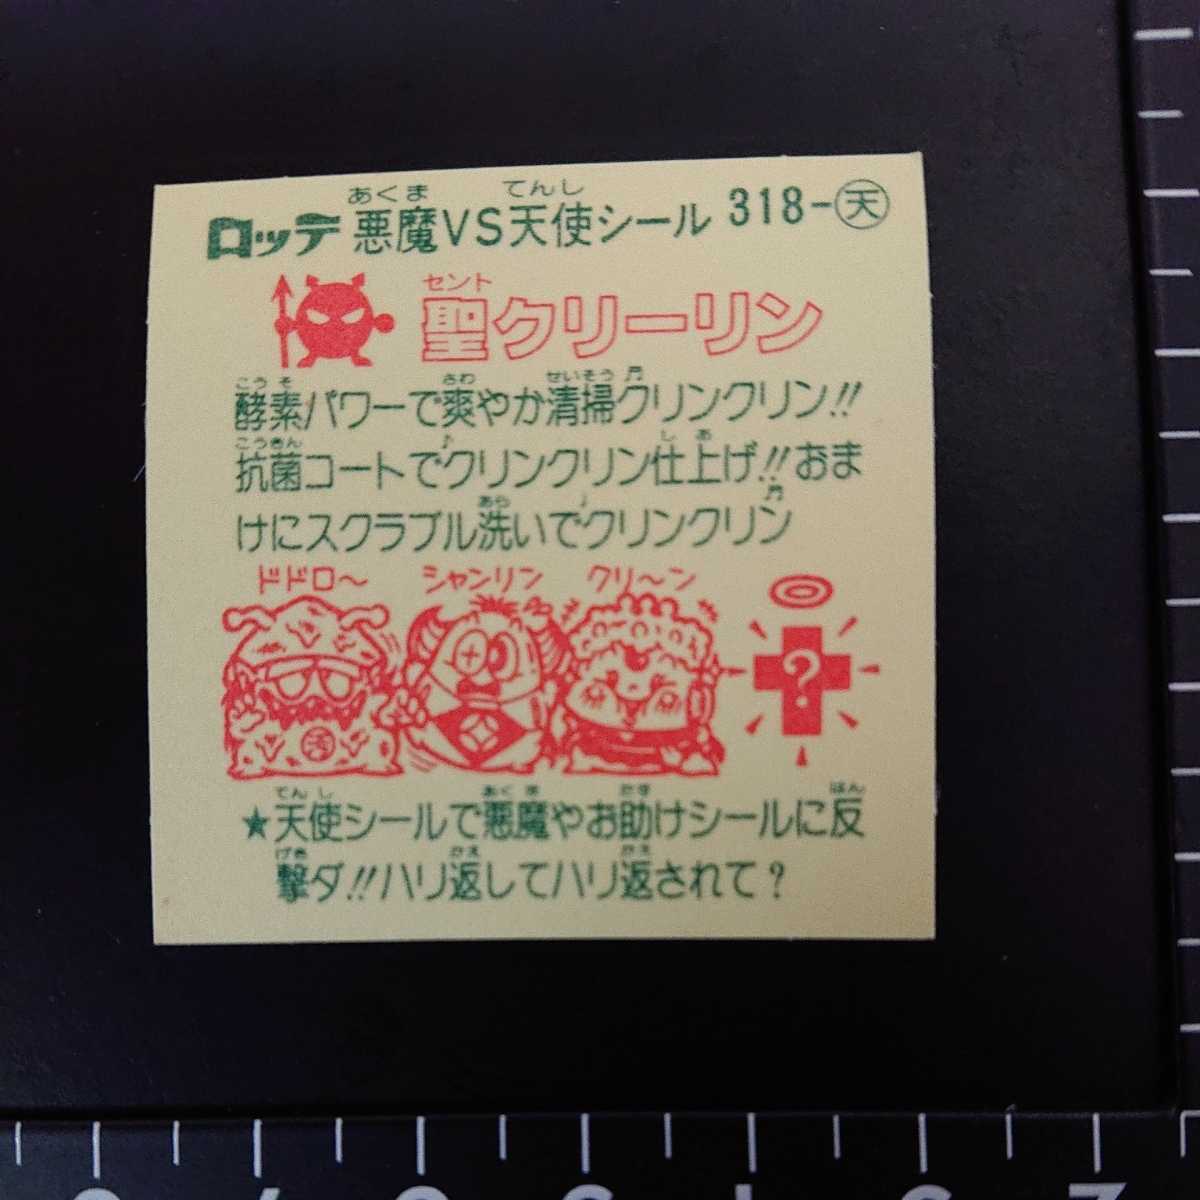 ロッテ 悪魔VS天使シール 318-天
あくま てんし
セント
聖クリーリン
こうそ さわ せいそう♬
酵素パワーで爽やか清掃クリンクリン!!
こうきん ♪ しあ
抗菌コートでクリンクリン仕上げ!!おま
あら ♩ ♬
けにスクラブル洗いでクリンクリン
ドドロ〜 シャンリン クリ〜ン
?
てんし あくま たす はん
★天使シールで悪魔やお助けシールに反
げき かえ かえ
撃ダ!!ハリ返してハリ返されて?